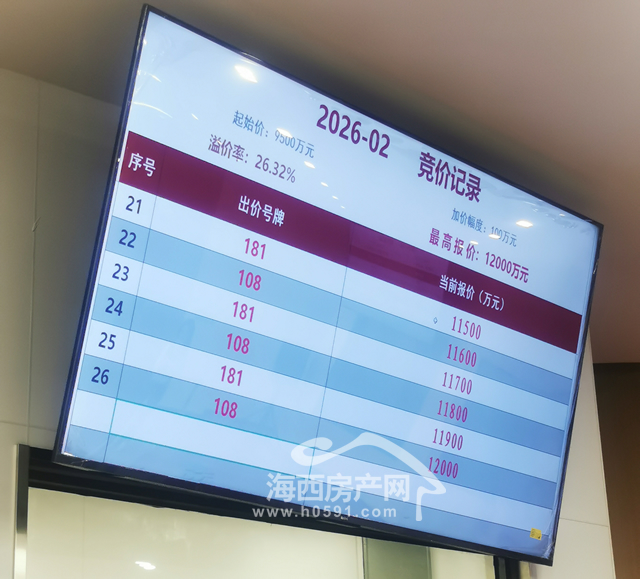 2026-02 竞价记录
起始价：9500万元
加价幅度：100万元
溢价率：26.32%
最高报价：12000万元
序号 出价号牌 当前报价（万元）
21 181 11500
22 108 11600
23 181 11700
24 108 11800
25 181 11900
26 108 12000
海西房产网
www.h0591.com